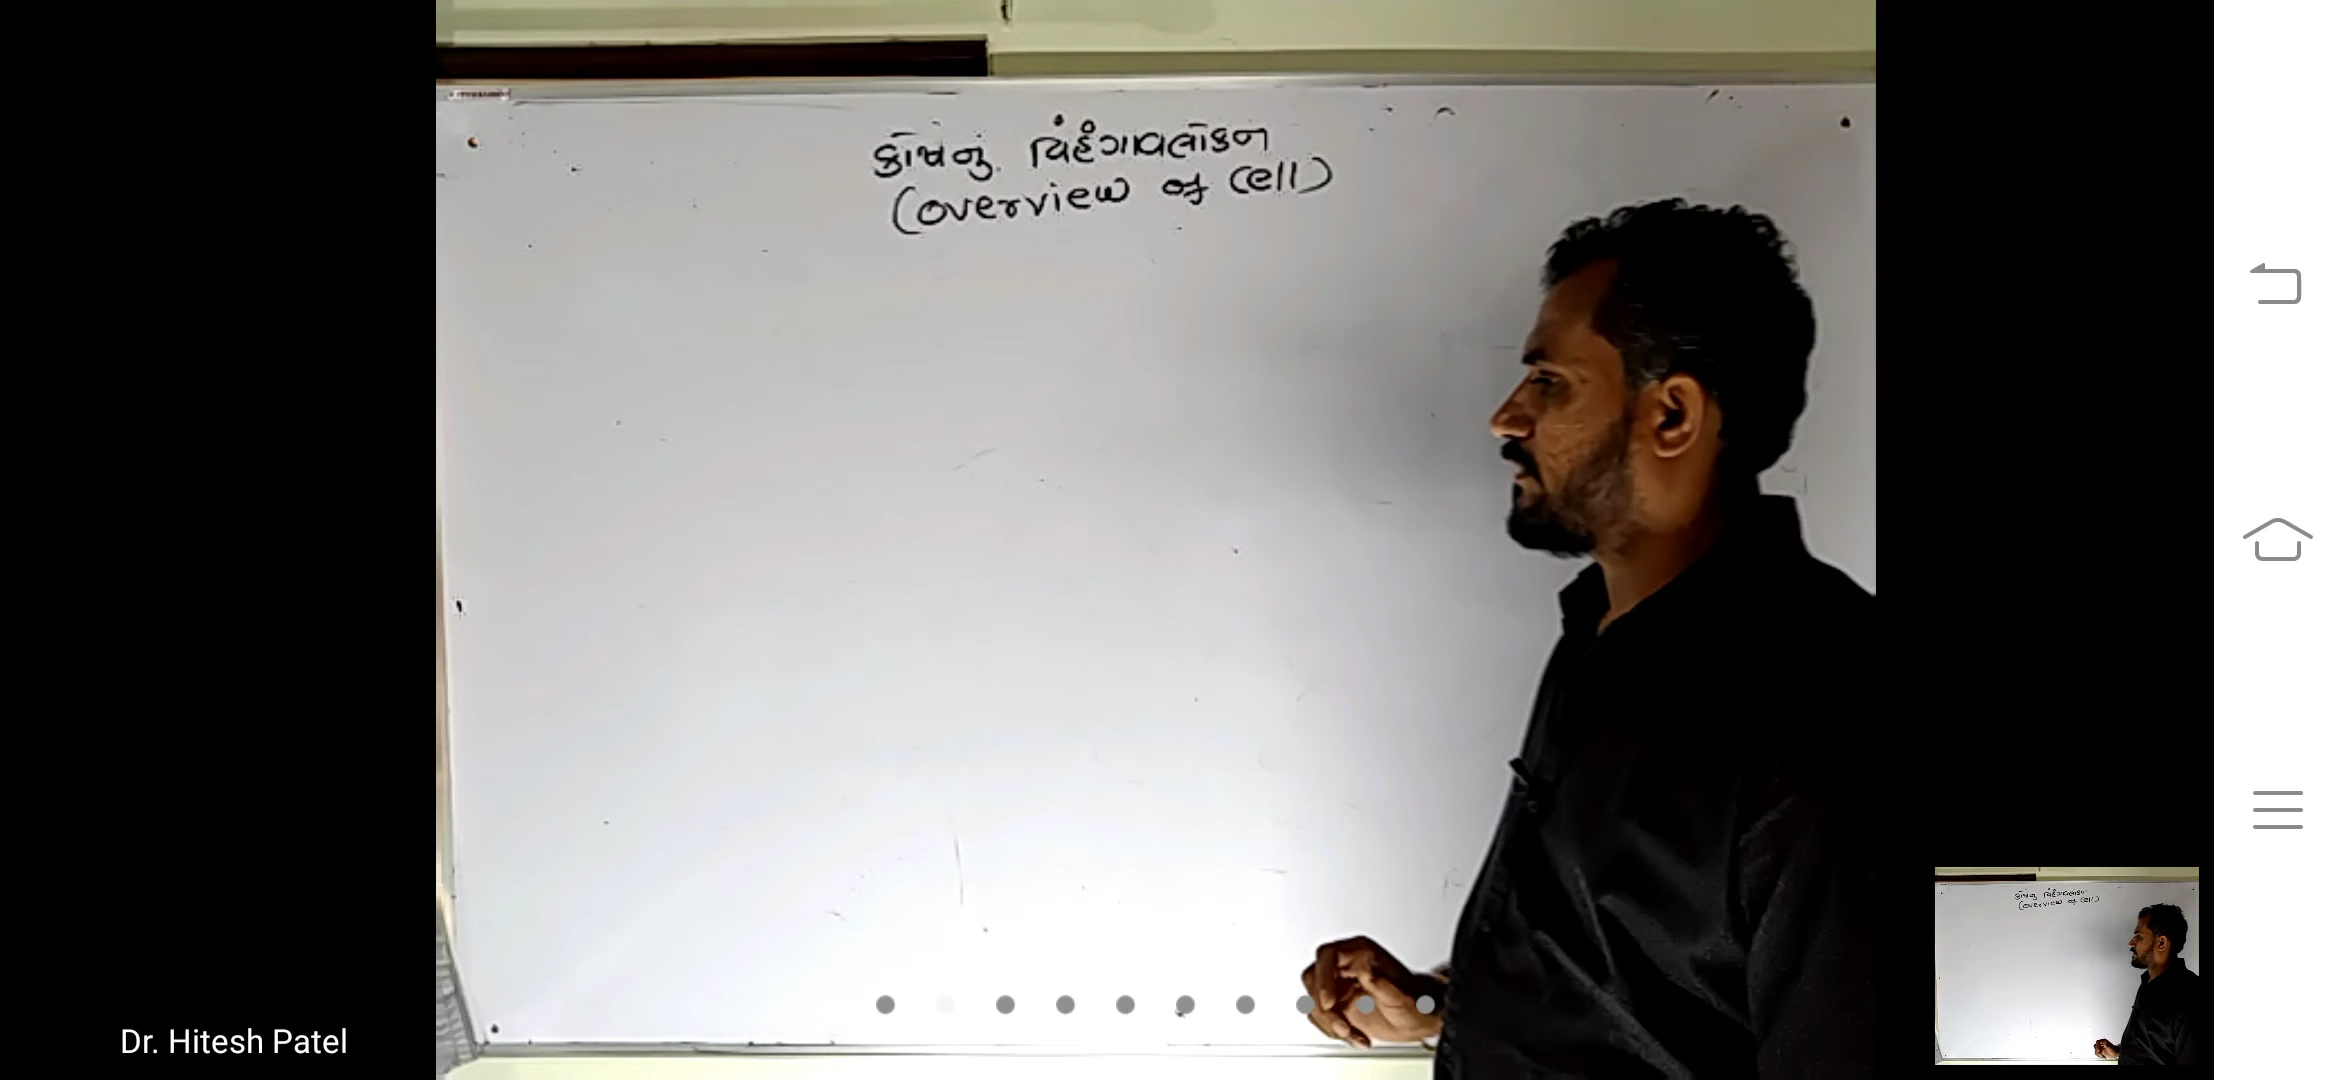 કોષનું વિહંગાવલોકન
(overview of cell)
Dr. Hitesh Patel